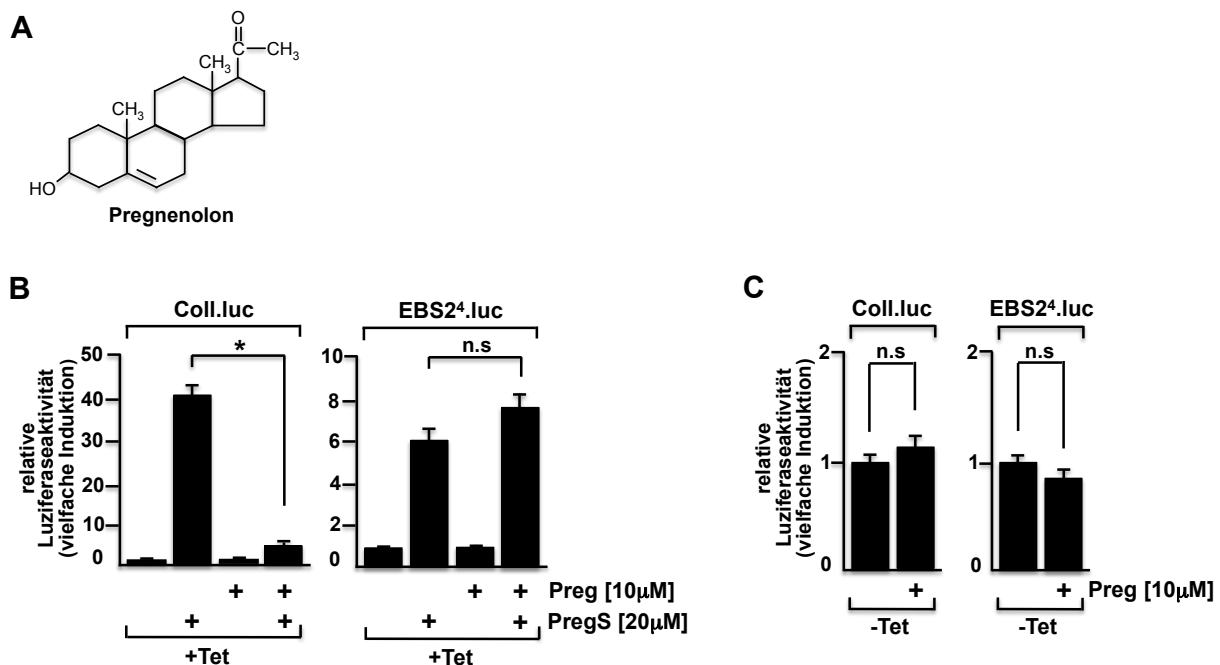 A
O
C—CH₃
CH₃
CH₃
HO
Pregnenolon
B
Coll.luc
EBS2⁴.luc
relative
Luziferaseaktivität
(vielfache Induktion)
50
40
30
20
10
0
*
10
8
6
4
2
0
n.s
+ + + + Preg [10µM]
+ + + + PregS [20µM]
+Tet
+Tet
C
Coll.luc
EBS2⁴.luc
relative
Luziferaseaktivität
(vielfache Induktion)
2
1
0
n.s
2
1
0
n.s
+ + Preg [10µM]
-Tet
-Tet